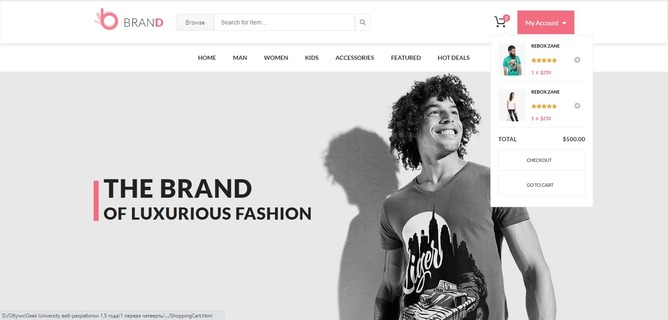 BRAND
Browse
Search for Item...
2
My Account
HOME MAN WOMEN KIDS ACCESSORIES FEATURED HOT DEALS
REBOX ZANE
1 x $250
REBOX ZANE
1 x $250
TOTAL $500.00
CHECKOUT
GO TO CART
THE BRAND
OF LUXURIOUS FASHION
Liger
D:/Обучи/Geek University веб-разработки 1,5 года/1 первая четверть/.../ShoppingCart.html